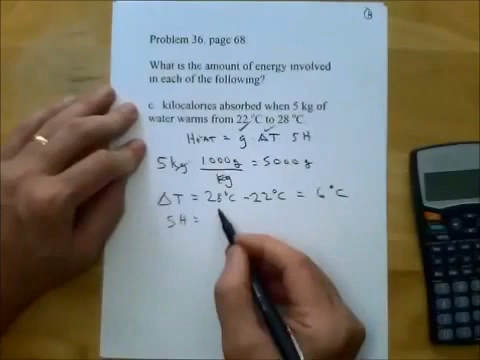 Problem 36. page 68
What is the amount of energy involved
in each of the following?
c. kilocalories absorbed when 5 kg of
water warms from 22 °C to 28 °C
HEAT = g ΔT SH
5 kg 1000g = 5000g
kg
ΔT = 28°C - 22°C = 6 °C
SH =